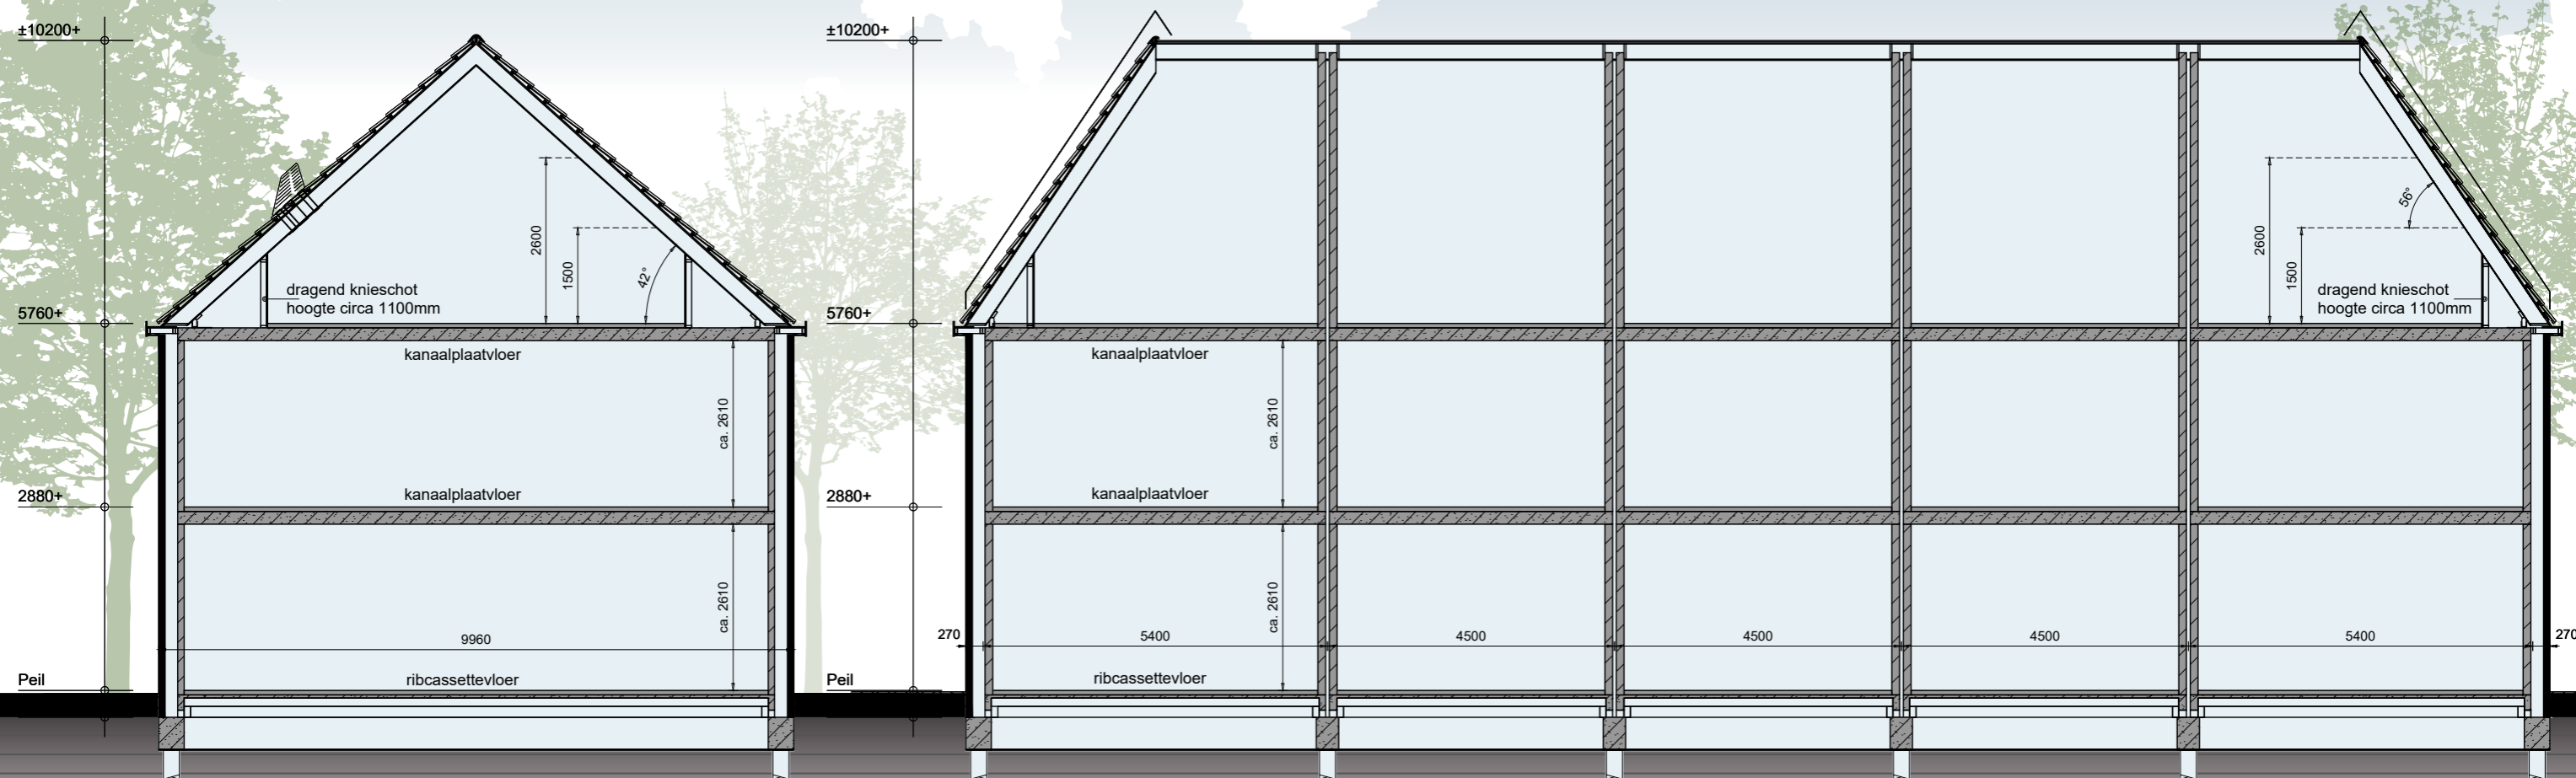 ±10200+
5760+
2880+
Peil
2600
1500
42°
dragend knieschot
hoogte circa 1100mm
kanaalplaatvloer
ca. 2610
kanaalplaatvloer
ca. 2610
9960
ribcassettevloer
±10200+
5760+
2880+
Peil
2600
1500
56°
dragend knieschot
hoogte circa 1100mm
kanaalplaatvloer
ca. 2610
kanaalplaatvloer
ca. 2610
270
5400
4500
4500
4500
5400
270
ribcassettevloer